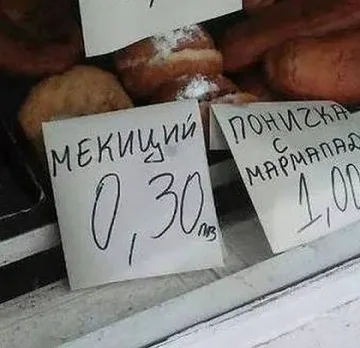 МЕКИЦИЙ
0,30 лв
ПОНИЧКА
С
МАРМАЛАД
1,00